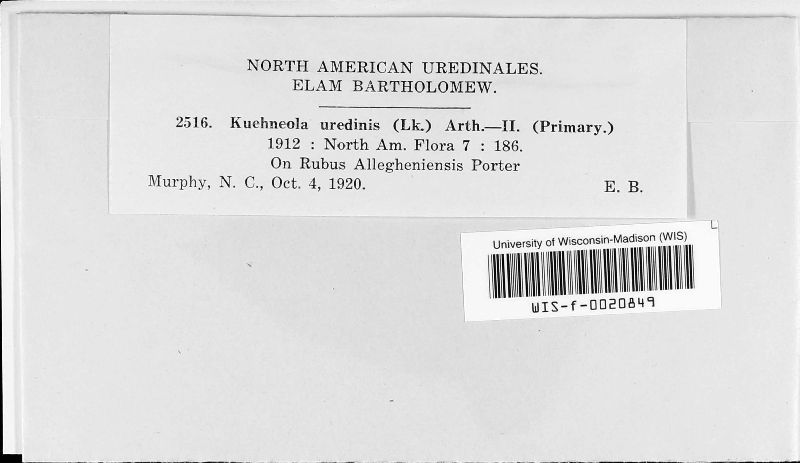 NORTH AMERICAN UREDINALES.
ELAM BARTHOLOMEW.
2516. Kuehneola uredinis (Lk.) Arth.—II. (Primary.)
1912 : North Am. Flora 7 : 186.
On Rubus Allegheniensis Porter
Murphy, N. C., Oct. 4, 1920. E. B.
University of Wisconsin-Madison (WIS)
WIS-f-0020849